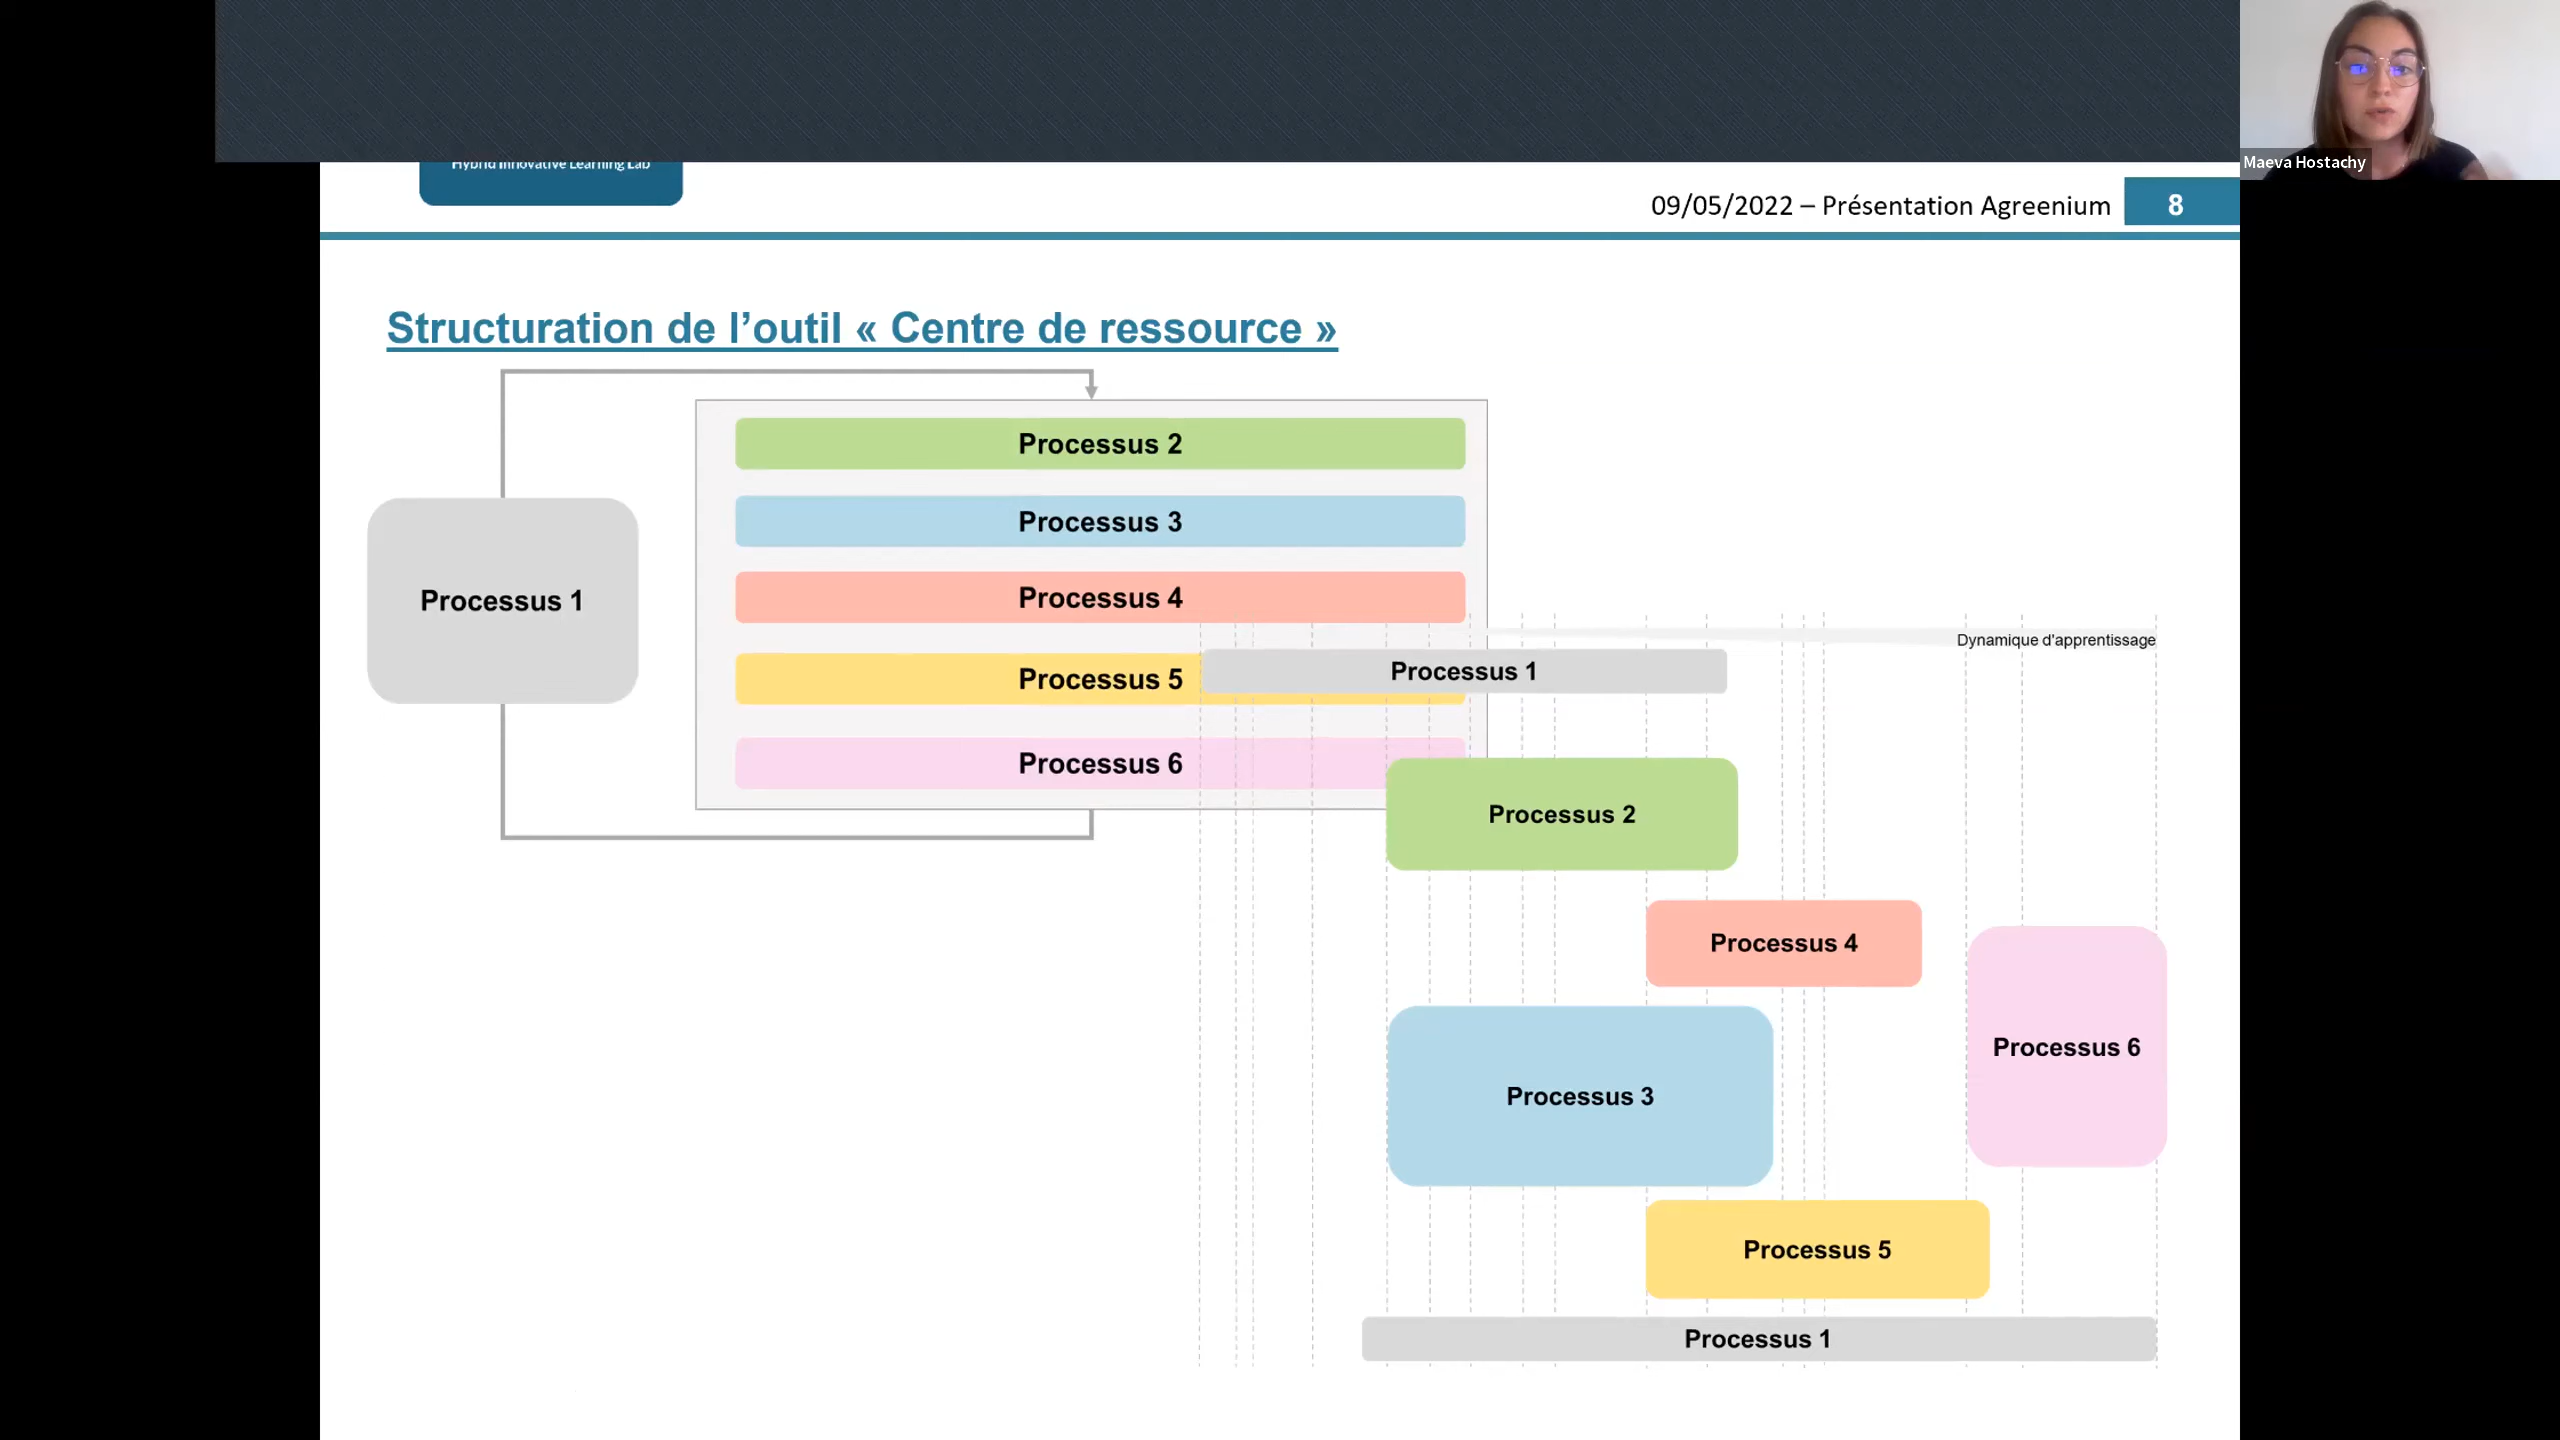 Hybrid Innovative Learning Lab
Maeva Hostachy
09/05/2022 – Présentation Agreenium
8
Structuration de l’outil « Centre de ressource »
Processus 2
Processus 3
Processus 1
Processus 4
Dynamique d'apprentissage
Processus 5
Processus 1
Processus 6
Processus 2
Processus 4
Processus 6
Processus 3
Processus 5
Processus 1